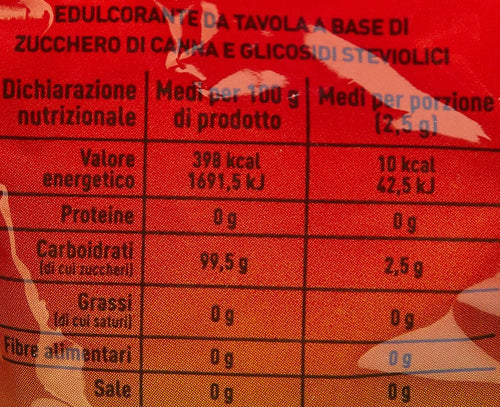 EDULCORANTE DA TAVOLA A BASE DI
ZUCCHERO DI CANNA E GLICOSIDI STEVIOLICI
Dichiarazione nutrizionale Medi per 100 g di prodotto Medi per porzione (2,5 g)
Valore energetico 398 kcal 1691,5 kJ 10 kcal 42,5 kJ
Proteine 0 g 0 g
Carboidrati (di cui zuccheri) 99,5 g 2,5 g
Grassi (di cui saturi) 0 g 0 g
Fibre alimentari 0 g 0 g
Sale 0 g 0 g